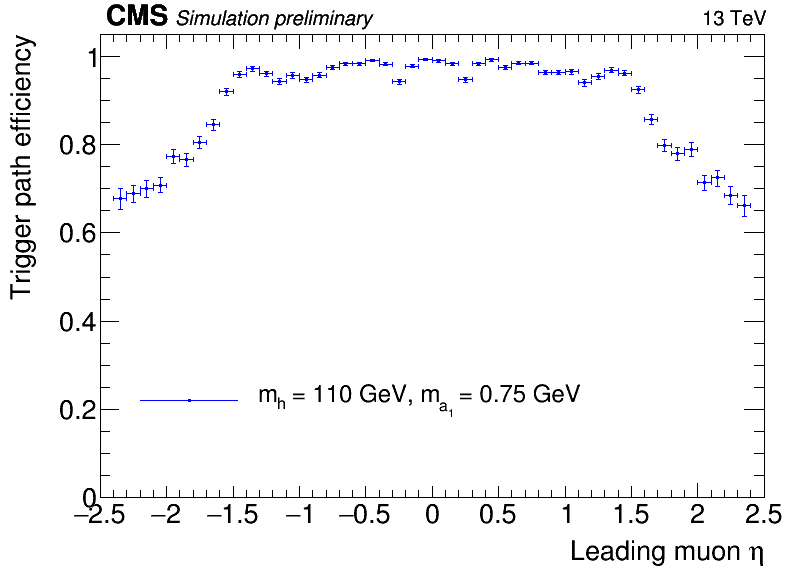 CMS Simulation preliminary 13 TeV
Trigger path efficiency
1
0.8
0.6
0.4
0.2
0
m_h = 110 GeV, m_a_1 = 0.75 GeV
−2.5 −2 −1.5 −1 −0.5 0 0.5 1 1.5 2 2.5
Leading muon η